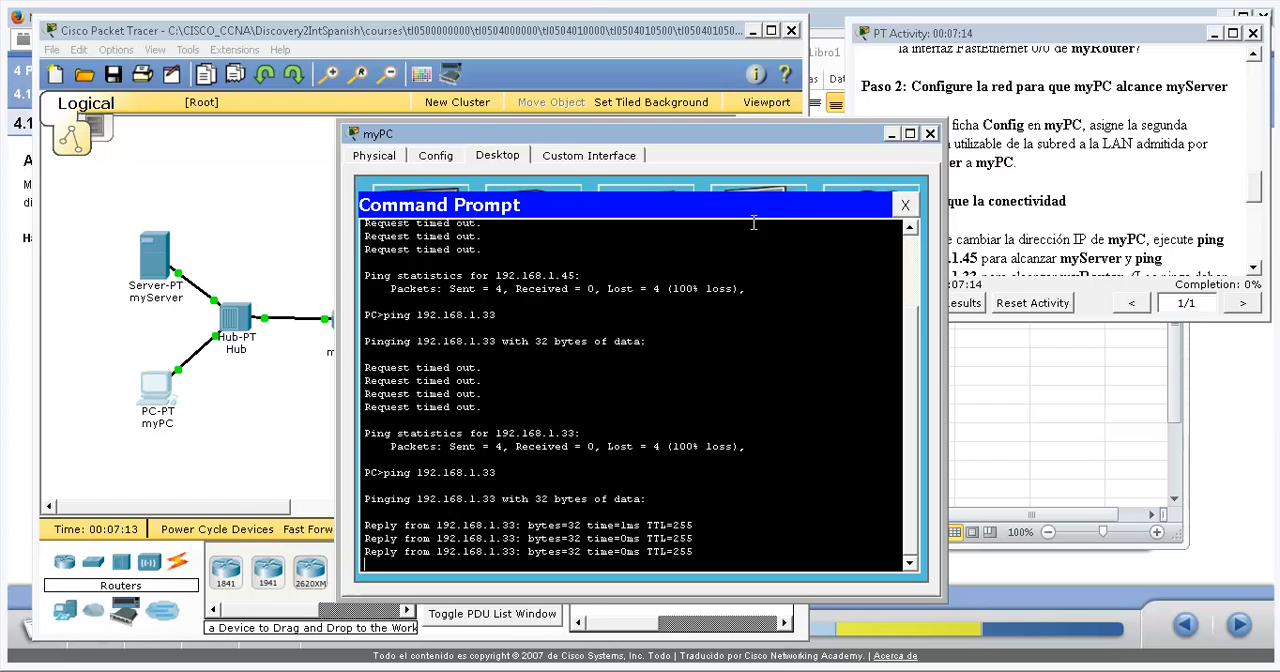 Cisco Packet Tracer - C:\CISCO_CCNA\Discovery2IntSpanish\courses\tl0500000000\tl0504000000\tl0504010000\tl0504010500\tl050401050...
File Edit Options View Tools Extensions Help
Logical
[Root]
New Cluster
Move Object
Set Tiled Background
Viewport
Server-PT
myServer
Hub-PT
Hub
PC-PT
myPC
Time: 00:07:13
Power Cycle Devices
Fast Forw
Routers
1841
1941
2620XM
a Device to Drag and Drop to the Work
Toggle PDU List Window
myPC
Physical
Config
Desktop
Custom Interface
Command Prompt
X
Request timed out.
Request timed out.
Request timed out.
Ping statistics for 192.168.1.45:
Packets: Sent = 4, Received = 0, Lost = 4 (100% loss),
PC>ping 192.168.1.33
Pinging 192.168.1.33 with 32 bytes of data:
Request timed out.
Request timed out.
Request timed out.
Request timed out.
Ping statistics for 192.168.1.33:
Packets: Sent = 4, Received = 0, Lost = 4 (100% loss),
PC>ping 192.168.1.33
Pinging 192.168.1.33 with 32 bytes of data:
Reply from 192.168.1.33: bytes=32 time=1ms TTL=255
Reply from 192.168.1.33: bytes=32 time=0ms TTL=255
Reply from 192.168.1.33: bytes=32 time=0ms TTL=255
Libro1
Dat
PT Activity: 00:07:14
la interfaz FastEthernet 0/0 de myRouter?
Paso 2: Configure la red para que myPC alcance myServer
ficha Config en myPC, asigne la segunda
utilizable de la subred a la LAN admitida por
er a myPC.
que la conectividad
e cambiar la dirección IP de myPC, ejecute ping
.1.45 para alcanzar myServer y ping
:07:14
Completion: 0%
esults
Reset Activity
<
1/1
>
100%
Todo el contenido es copyright © 2007 de Cisco Systems, Inc. Todo | Traducido por Cisco Networking Academy. | Acerca de